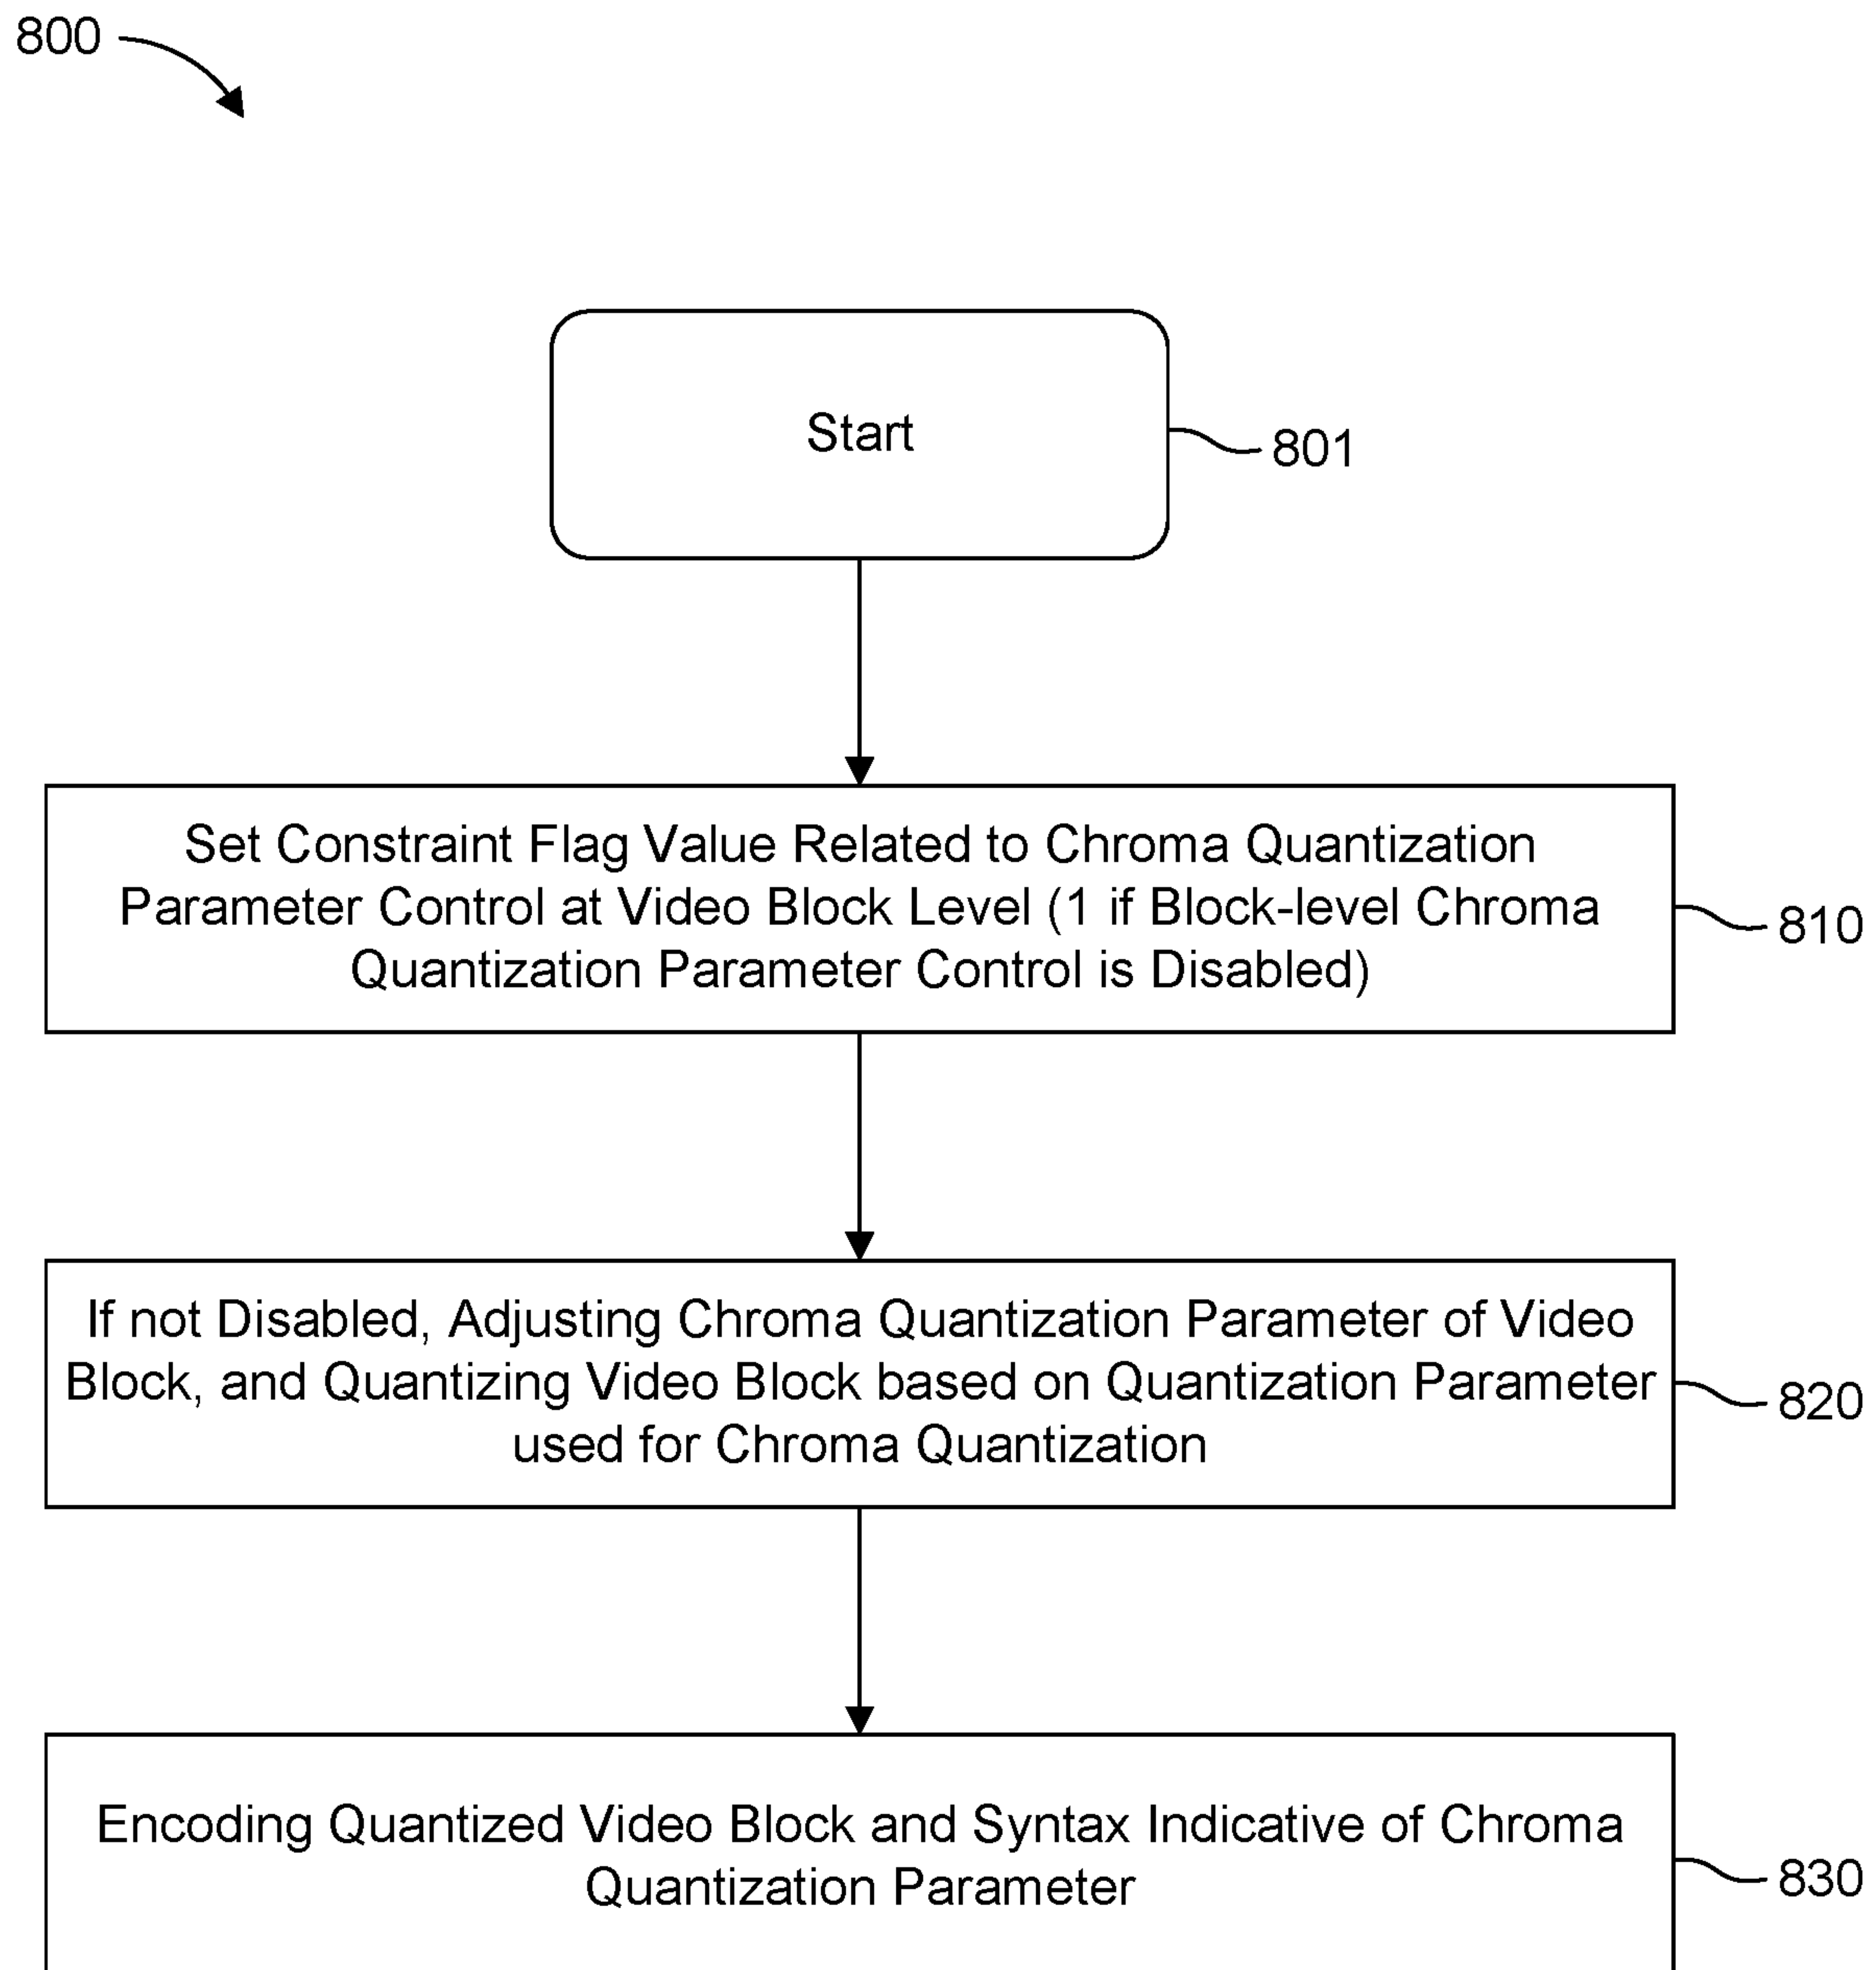 800
Start
801
Set Constraint Flag Value Related to Chroma Quantization
Parameter Control at Video Block Level (1 if Block-level Chroma
Quantization Parameter Control is Disabled)
810
If not Disabled, Adjusting Chroma Quantization Parameter of Video
Block, and Quantizing Video Block based on Quantization Parameter
used for Chroma Quantization
820
Encoding Quantized Video Block and Syntax Indicative of Chroma
Quantization Parameter
830